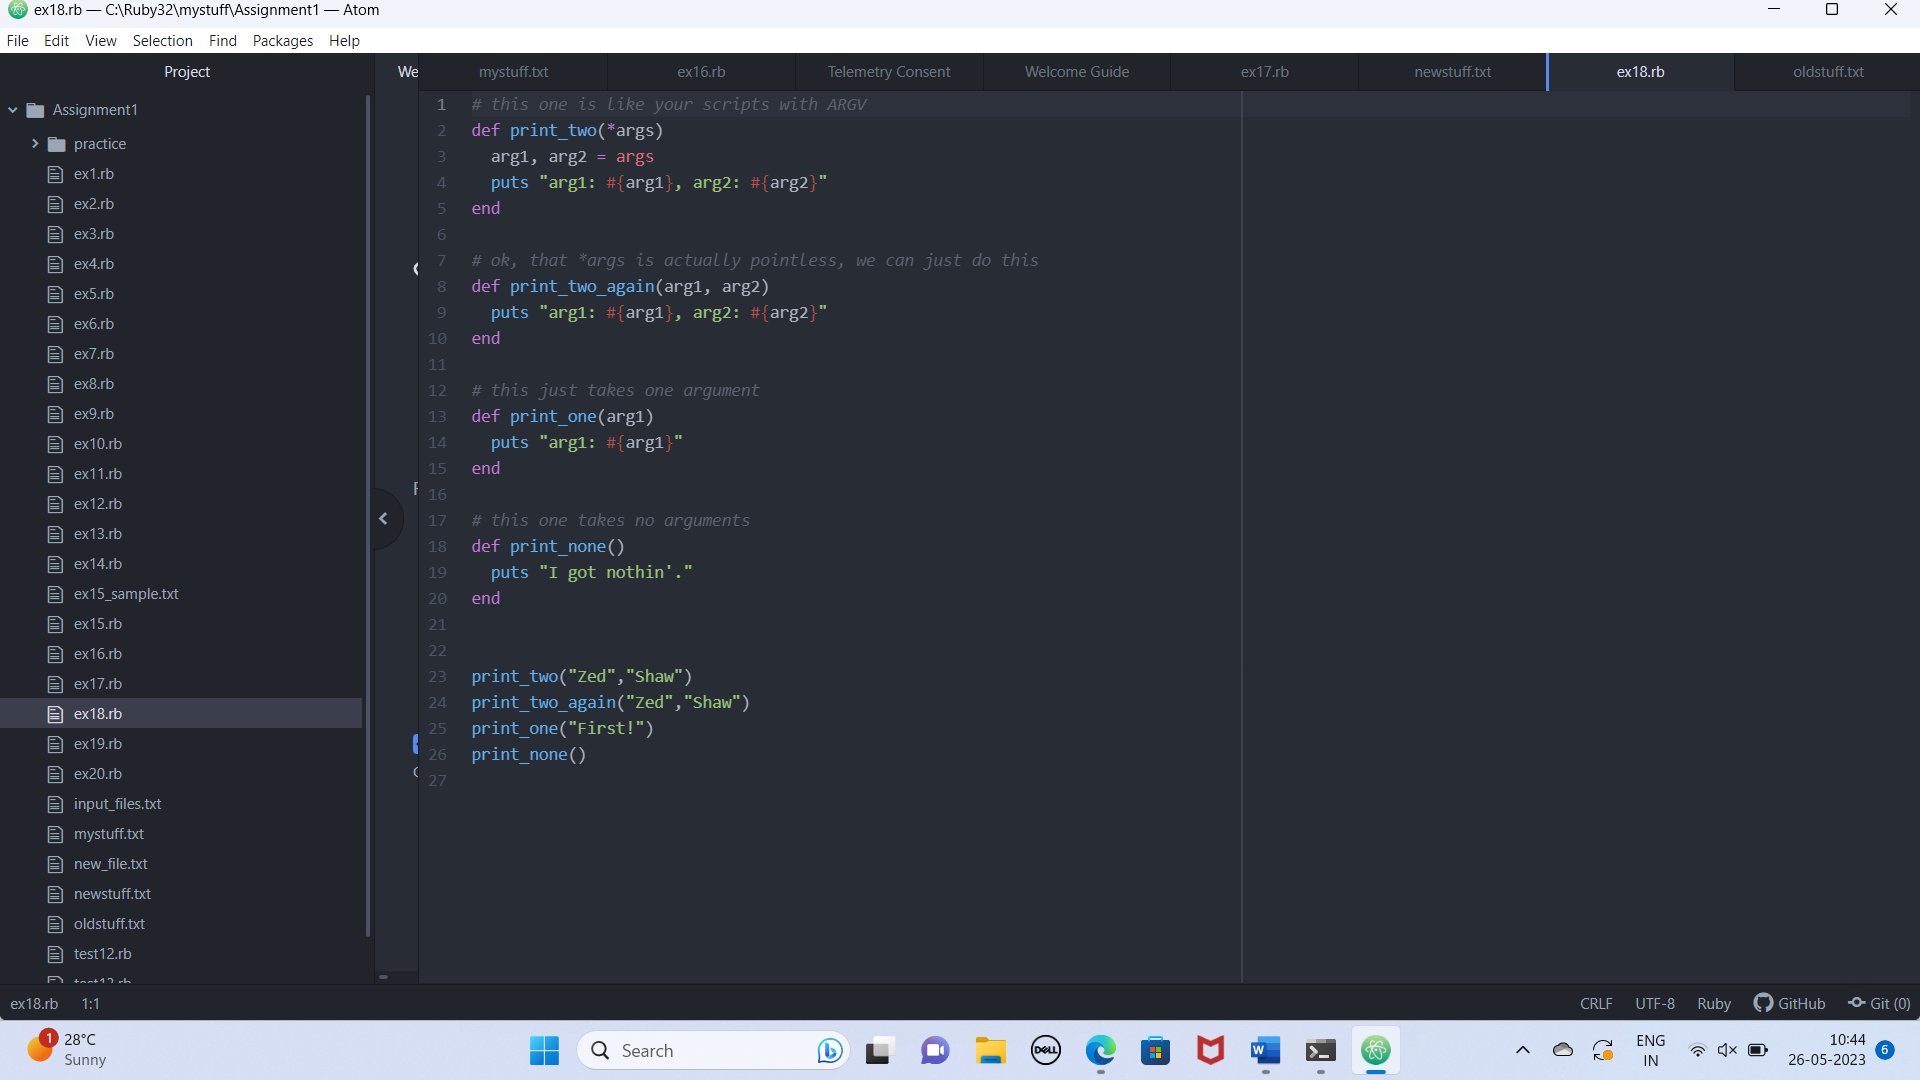 ex18.rb — C:\Ruby32\mystuff\Assignment1 — Atom
File Edit View Selection Find Packages Help
Project
Assignment1
practice
ex1.rb
ex2.rb
ex3.rb
ex4.rb
ex5.rb
ex6.rb
ex7.rb
ex8.rb
ex9.rb
ex10.rb
ex11.rb
ex12.rb
ex13.rb
ex14.rb
ex15_sample.txt
ex15.rb
ex16.rb
ex17.rb
ex18.rb
ex19.rb
ex20.rb
input_files.txt
mystuff.txt
new_file.txt
newstuff.txt
oldstuff.txt
test12.rb
We mystuff.txt ex16.rb Telemetry Consent Welcome Guide ex17.rb newstuff.txt ex18.rb oldstuff.txt
1 # this one is like your scripts with ARGV
2 def print_two(*args)
3   arg1, arg2 = args
4   puts "arg1: #{arg1}, arg2: #{arg2}"
5 end
6
7 # ok, that *args is actually pointless, we can just do this
8 def print_two_again(arg1, arg2)
9   puts "arg1: #{arg1}, arg2: #{arg2}"
10 end
11
12 # this just takes one argument
13 def print_one(arg1)
14   puts "arg1: #{arg1}"
15 end
16
17 # this one takes no arguments
18 def print_none()
19   puts "I got nothin'."
20 end
21
22
23 print_two("Zed","Shaw")
24 print_two_again("Zed","Shaw")
25 print_one("First!")
26 print_none()
27
ex18.rb 1:1 CRLF UTF-8 Ruby GitHub Git (0)
1 28°C
Sunny
Search
DELL
ENG
IN
10:44
26-05-2023
6